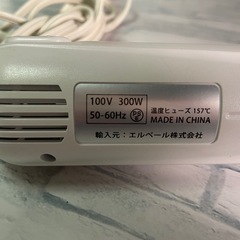 100V 300W
50-60Hz
温度ヒューズ 157℃
MADE IN CHINA
輸入元：エルベール株式会社